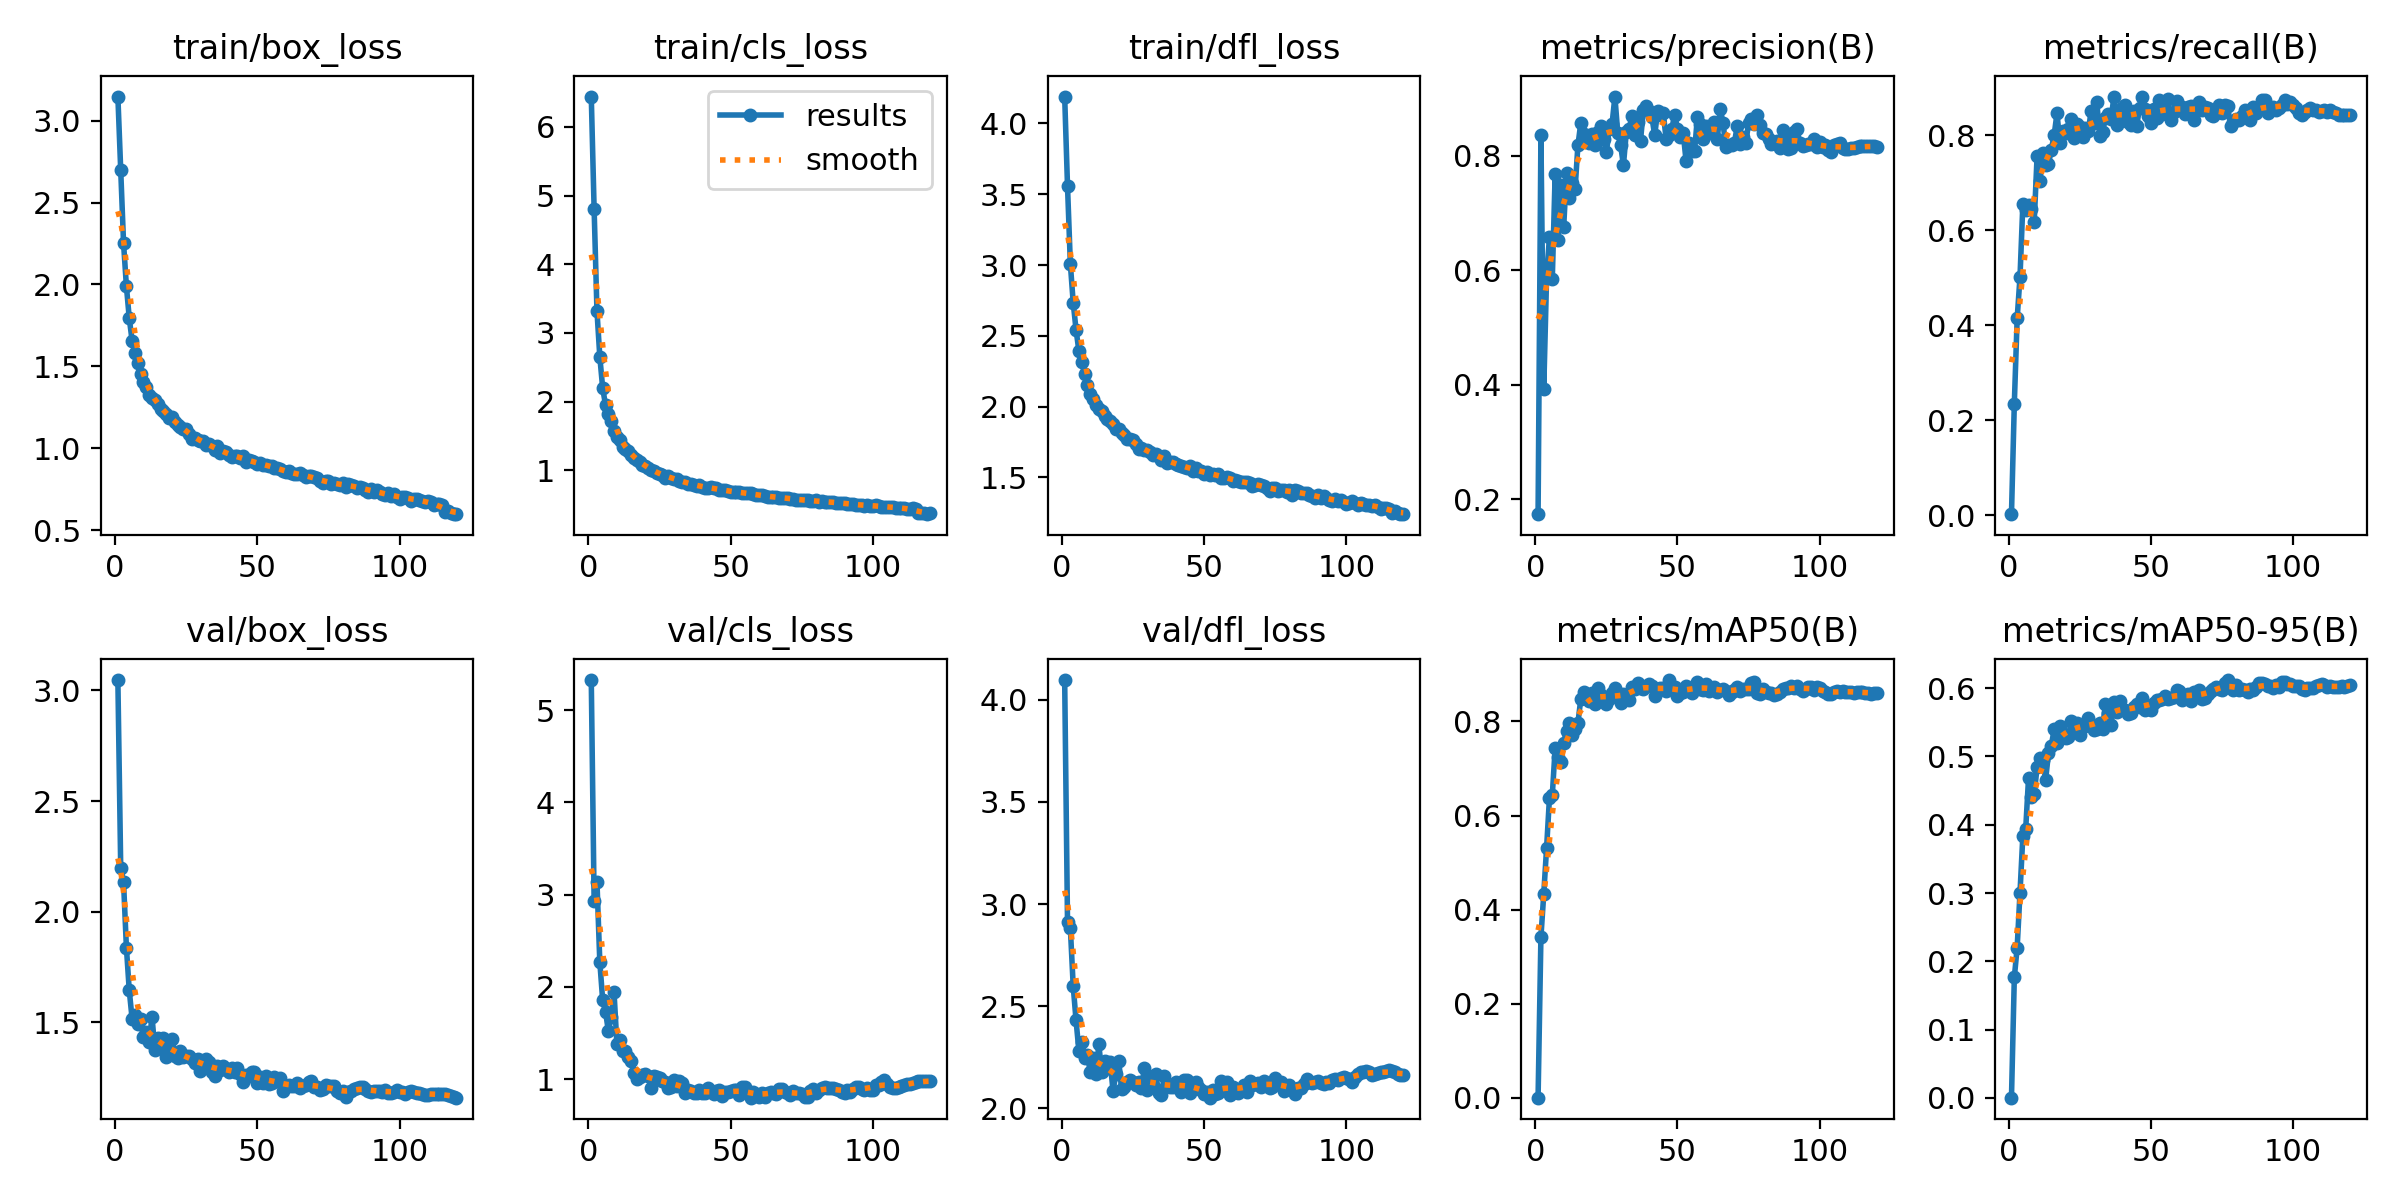 train/box_loss
3.0
2.5
2.0
1.5
1.0
0.5
0 50 100
train/cls_loss
results
smooth
6
5
4
3
2
1
0 50 100
train/dfl_loss
4.0
3.5
3.0
2.5
2.0
1.5
0 50 100
metrics/precision(B)
0.8
0.6
0.4
0.2
0 50 100
metrics/recall(B)
0.8
0.6
0.4
0.2
0.0
0 50 100
val/box_loss
3.0
2.5
2.0
1.5
0 50 100
val/cls_loss
5
4
3
2
1
0 50 100
val/dfl_loss
4.0
3.5
3.0
2.5
2.0
0 50 100
metrics/mAP50(B)
0.8
0.6
0.4
0.2
0.0
0 50 100
metrics/mAP50-95(B)
0.6
0.5
0.4
0.3
0.2
0.1
0.0
0 50 100